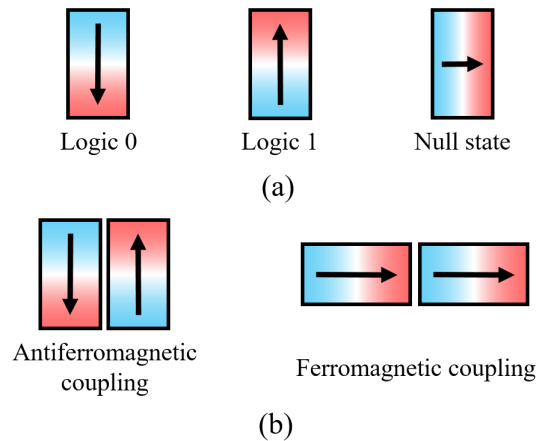 Logic 0
Logic 1
Null state
(a)
Antiferromagnetic
coupling
Ferromagnetic coupling
(b)